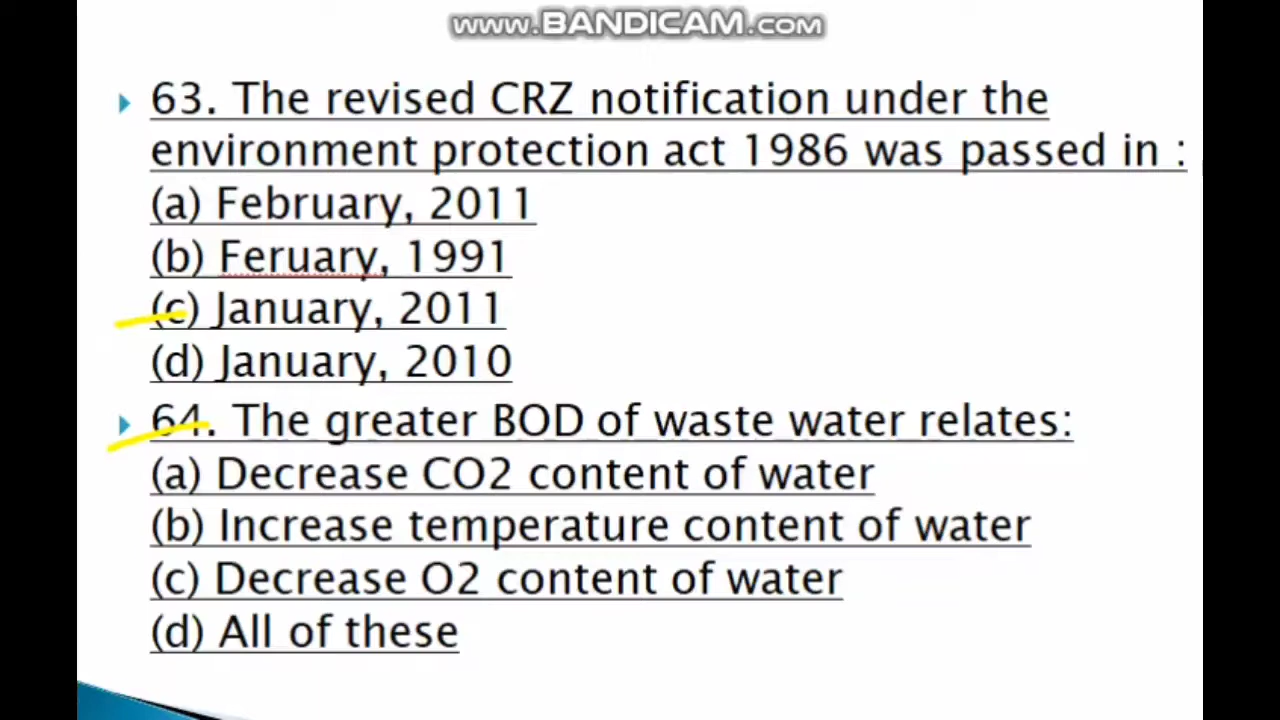 www.BANDICAM.com
63. The revised CRZ notification under the
environment protection act 1986 was passed in :
(a) February, 2011
(b) Feruary, 1991
(c) January, 2011
(d) January, 2010
64. The greater BOD of waste water relates:
(a) Decrease CO2 content of water
(b) Increase temperature content of water
(c) Decrease O2 content of water
(d) All of these